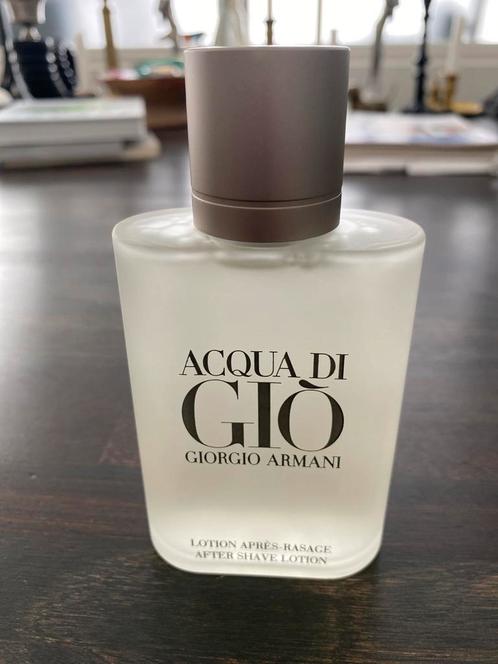 ACQUA DI
GIÒ
GIORGIO ARMANI
LOTION APRÈS-RASAGE
AFTER SHAVE LOTION